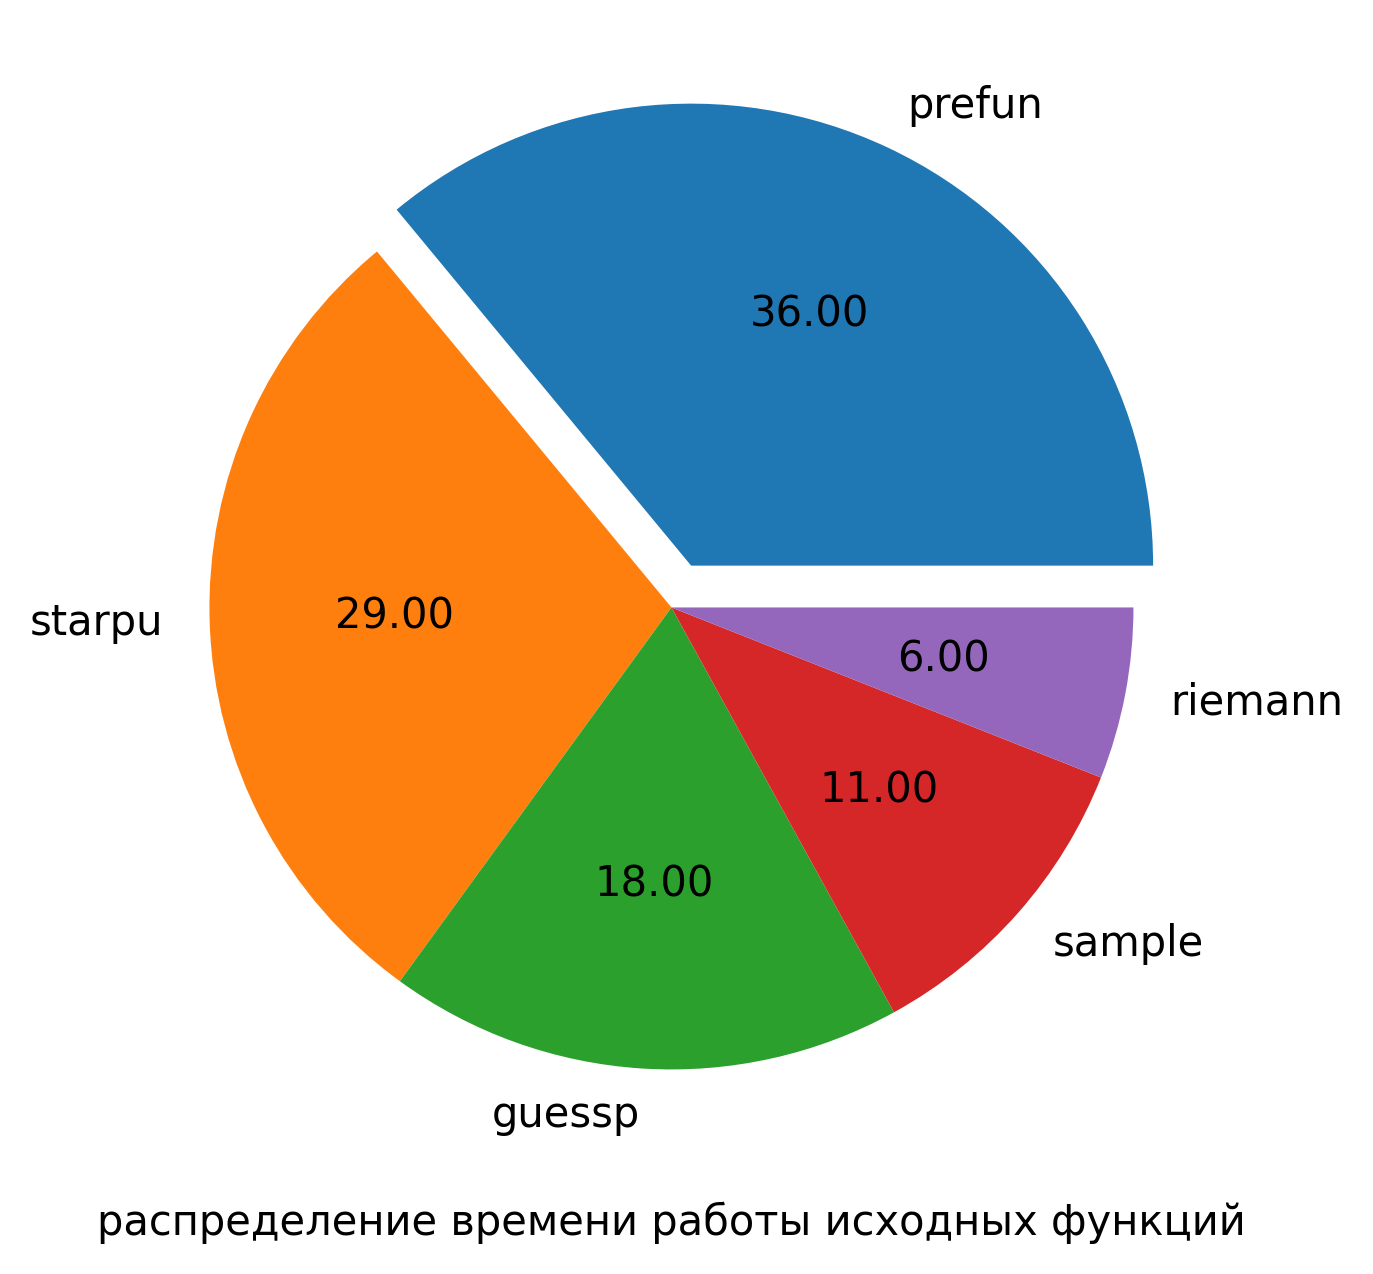 prefun
36.00
starpu
29.00
6.00
riemann
11.00
18.00
sample
guessp
распределение времени работы исходных функций